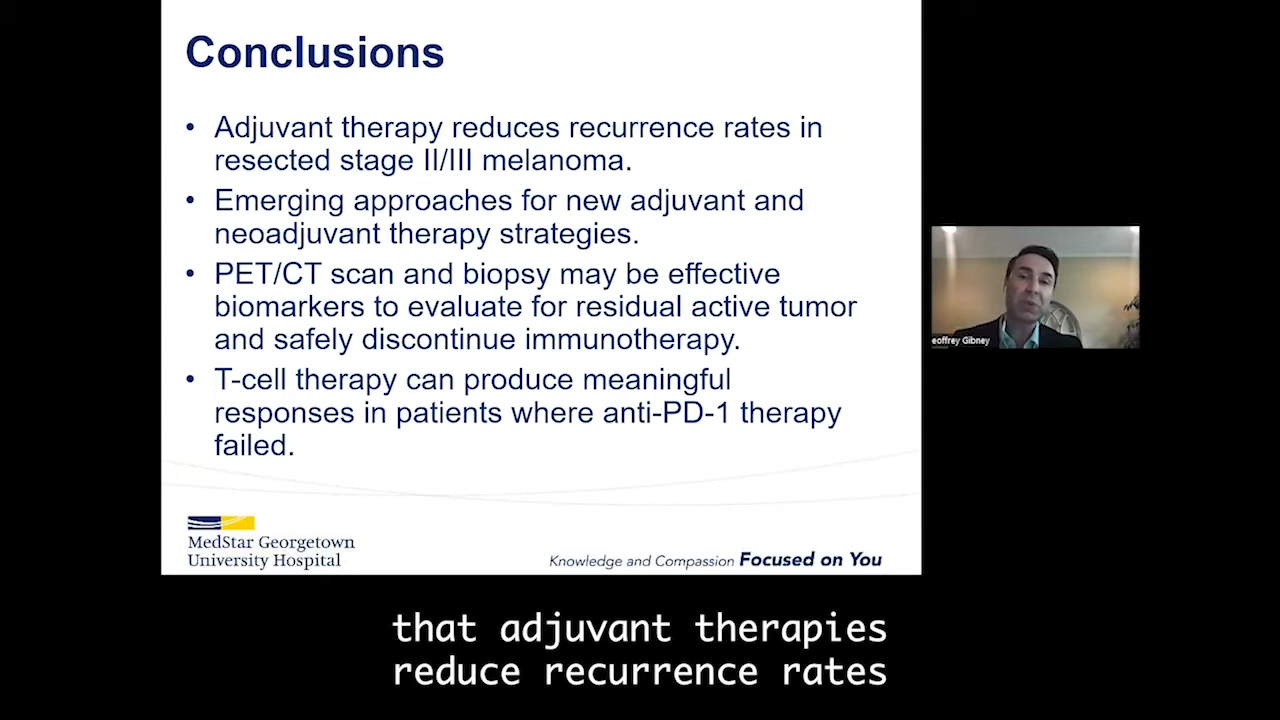 Conclusions
• Adjuvant therapy reduces recurrence rates in
resected stage II/III melanoma.
• Emerging approaches for new adjuvant and
neoadjuvant therapy strategies.
• PET/CT scan and biopsy may be effective
biomarkers to evaluate for residual active tumor
and safely discontinue immunotherapy.
• T-cell therapy can produce meaningful
responses in patients where anti-PD-1 therapy
failed.
MedStar Georgetown
University Hospital
Knowledge and Compassion Focused on You
eoffrey Gibney
that adjuvant therapies
reduce recurrence rates